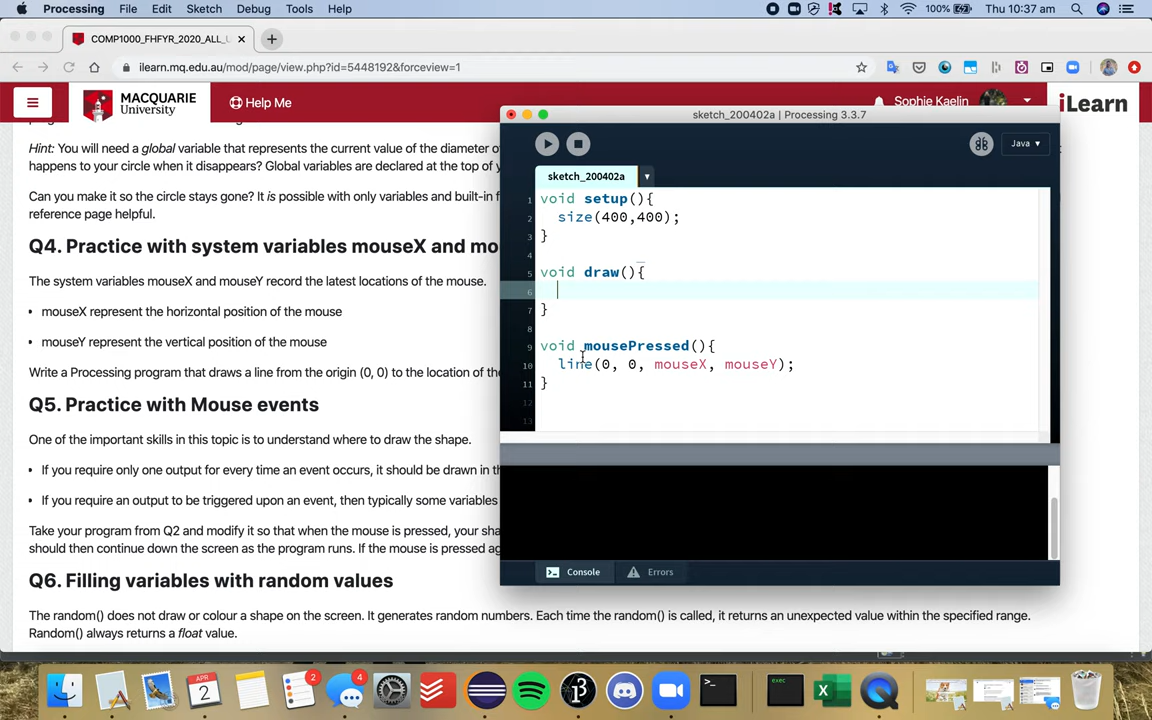 Processing File Edit Sketch Debug Tools Help 100% Thu 10:37 am
COMP1000_FHFYR_2020_ALL_U
ilearn.mq.edu.au/mod/page/view.php?id=5448192&forceview=1
MACQUARIE
University
Help Me
Sophie Kaelin
iLearn
Hint: You will need a global variable that represents the current value of the diameter of
happens to your circle when it disappears? Global variables are declared at the top of y
Can you make it so the circle stays gone? It is possible with only variables and built-in f
reference page helpful.
Q4. Practice with system variables mouseX and mo
The system variables mouseX and mouseY record the latest locations of the mouse.
• mouseX represent the horizontal position of the mouse
• mouseY represent the vertical position of the mouse
Write a Processing program that draws a line from the origin (0, 0) to the location of the
Q5. Practice with Mouse events
One of the important skills in this topic is to understand where to draw the shape.
• If you require only one output for every time an event occurs, it should be drawn in th
• If you require an output to be triggered upon an event, then typically some variables
Take your program from Q2 and modify it so that when the mouse is pressed, your sha
should then continue down the screen as the program runs. If the mouse is pressed ag
Q6. Filling variables with random values
The random() does not draw or colour a shape on the screen. It generates random numbers. Each time the random() is called, it returns an unexpected value within the specified range.
Random() always returns a float value.
sketch_200402a | Processing 3.3.7
Java ▾
sketch_200402a ▾
1 void setup(){
2 size(400,400);
3 }
4
5 void draw(){
6
7 }
8
9 void mousePressed(){
10 line(0, 0, mouseX, mouseY);
11 }
12
13
Console Errors
2
4
APR
2
3
exec